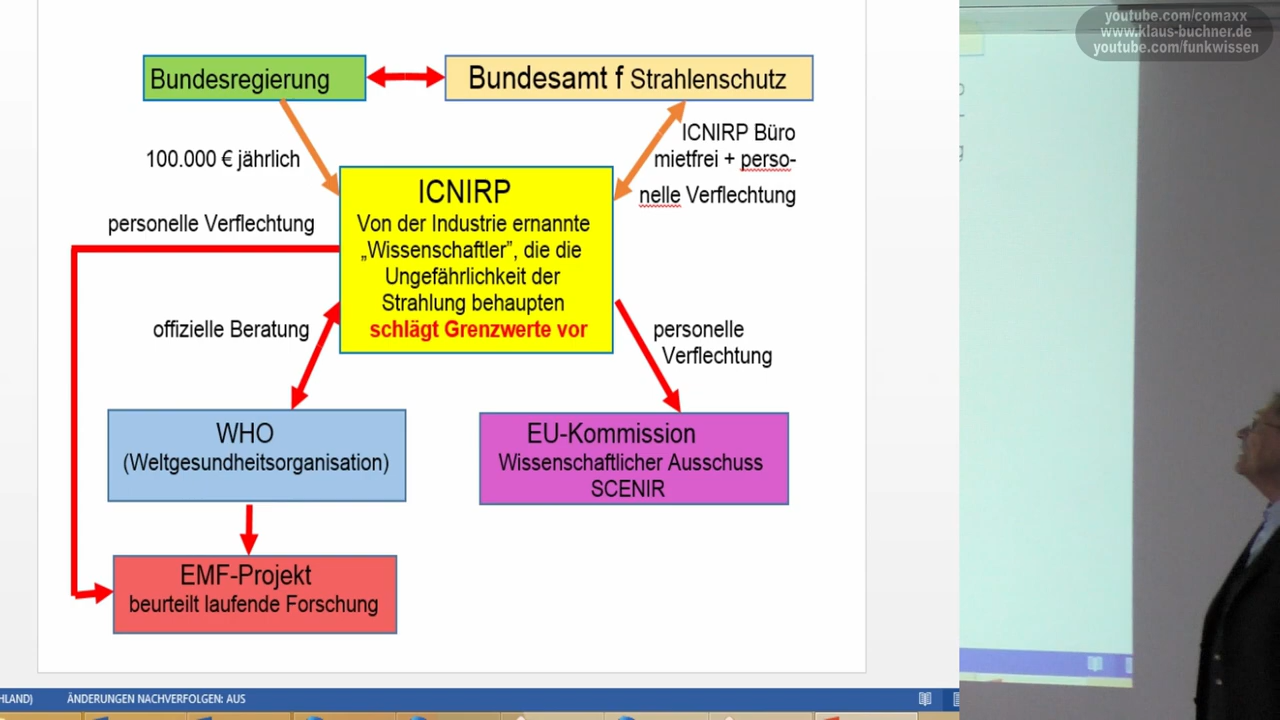 youtube.com/comaxx
www.klaus-buchner.de
youtube.com/funkwissen
Bundesregierung
Bundesamt f Strahlenschutz
100.000 € jährlich
ICNIRP Büro
mietfrei + perso-
nelle Verflechtung
ICNIRP
Von der Industrie ernannte
„Wissenschaftler”, die die
Ungefährlichkeit der
Strahlung behaupten
schlägt Grenzwerte vor
personelle Verflechtung
offizielle Beratung
personelle
Verflechtung
WHO
(Weltgesundheitsorganisation)
EU-Kommission
Wissenschaftlicher Ausschuss
SCENIR
EMF-Projekt
beurteilt laufende Forschung
HLAND)
ÄNDERUNGEN NACHVERFOLGEN: AUS